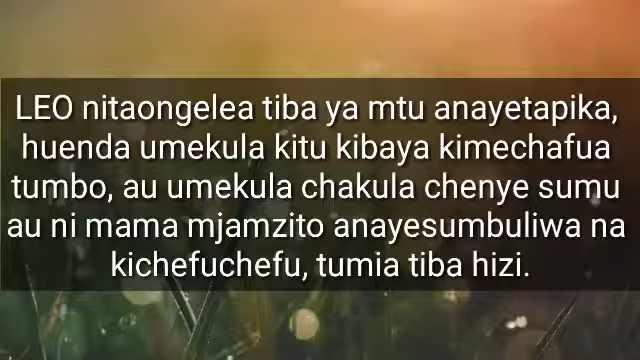 LEO nitaongelea tiba ya mtu anayetapika,
huenda umekula kitu kibaya kimechafua
tumbo, au umekula chakula chenye sumu
au ni mama mjamzito anayesumbuliwa na
kichefuchefu, tumia tiba hizi.